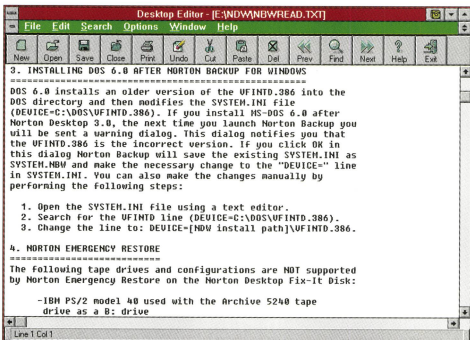 Desktop Editor - [E:\NDW\NBWREAD.TXT]
File Edit Search Options Window Help
New Open Save Close Print Undo Cut Paste Del Prev Find Next Help Exit
3. INSTALLING DOS 6.0 AFTER NORTON BACKUP FOR WINDOWS
=====================================================
DOS 6.0 installs an older version of the VFINTD.386 into the
DOS directory and then modifies the SYSTEM.INI file
(DEVICE=C:\DOS\VFINTD.386). If you install MS-DOS 6.0 after
Norton Desktop 3.0, the next time you launch Norton Backup you
will be sent a warning dialog. This dialog notifies you that
the VFINTD.386 is the incorrect version. If you click OK in
this dialog Norton Backup will save the existing SYSTEM.INI as
SYSTEM.NBW and make the necessary change to the "DEVICE=" line
in SYSTEM.INI. You can also make the changes manually by
performing the following steps:
1. Open the SYSTEM.INI file using a text editor.
2. Search for the VFINTD line (DEVICE=C:\DOS\VFINTD.386).
3. Change the line to: DEVICE=[NDW install path]\VFINTD.386.
4. NORTON EMERGENCY RESTORE
===========================
The following tape drives and configurations are NOT supported
by Norton Emergency Restore on the Norton Desktop Fix-It Disk:
-IBM PS/2 model 40 used with the Archive 5240 tape
drive as a B: drive
Line 1 Col 1